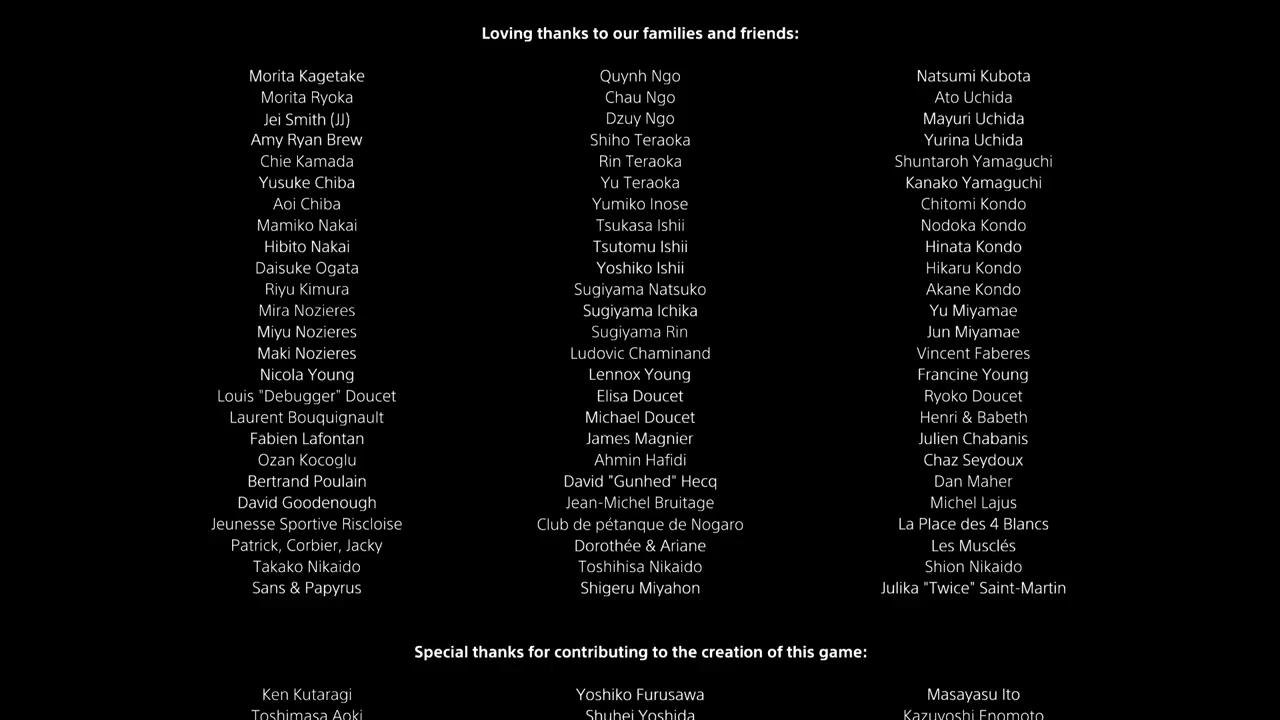 Loving thanks to our families and friends:
Morita Kagetake Quynh Ngo Natsumi Kubota
Morita Ryoka Chau Ngo Ato Uchida
Jei Smith (JJ) Dzuy Ngo Mayuri Uchida
Amy Ryan Brew Shiho Teraoka Yurina Uchida
Chie Kamada Rin Teraoka Shuntaroh Yamaguchi
Yusuke Chiba Yu Teraoka Kanako Yamaguchi
Aoi Chiba Yumiko Inose Chitomi Kondo
Mamiko Nakai Tsukasa Ishii Nodoka Kondo
Hibito Nakai Tsutomu Ishii Hinata Kondo
Daisuke Ogata Yoshiko Ishii Hikaru Kondo
Riyu Kimura Sugiyama Natsuko Akane Kondo
Mira Nozieres Sugiyama Ichika Yu Miyamae
Miyu Nozieres Sugiyama Rin Jun Miyamae
Maki Nozieres Ludovic Chaminand Vincent Faberes
Nicola Young Lennox Young Francine Young
Louis "Debugger" Doucet Elisa Doucet Ryoko Doucet
Laurent Bouquignault Michael Doucet Henri & Babeth
Fabien Lafontan James Magnier Julien Chabanis
Ozan Kocoglu Ahmin Hafidi Chaz Seydoux
Bertrand Poulain David "Gunhed" Hecq Dan Maher
David Goodenough Jean-Michel Bruitage Michel Lajus
Jeunesse Sportive Riscloise Club de pétanque de Nogaro La Place des 4 Blancs
Patrick, Corbier, Jacky Dorothée & Ariane Les Musclés
Takako Nikaido Toshihisa Nikaido Shion Nikaido
Sans & Papyrus Shigeru Miyahon Julika "Twice" Saint-Martin
Special thanks for contributing to the creation of this game:
Ken Kutaragi Yoshiko Furusawa Masayasu Ito
Toshimasa Aoki Shuhei Yoshida Kazuyoshi Enomoto